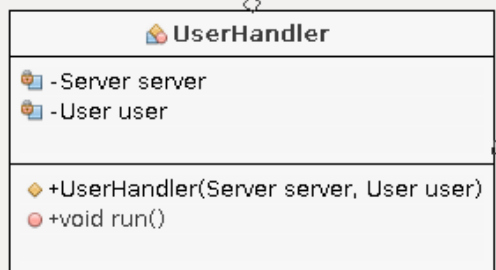 UserHandler
-Server server
-User user
+UserHandler(Server server, User user)
+void run()